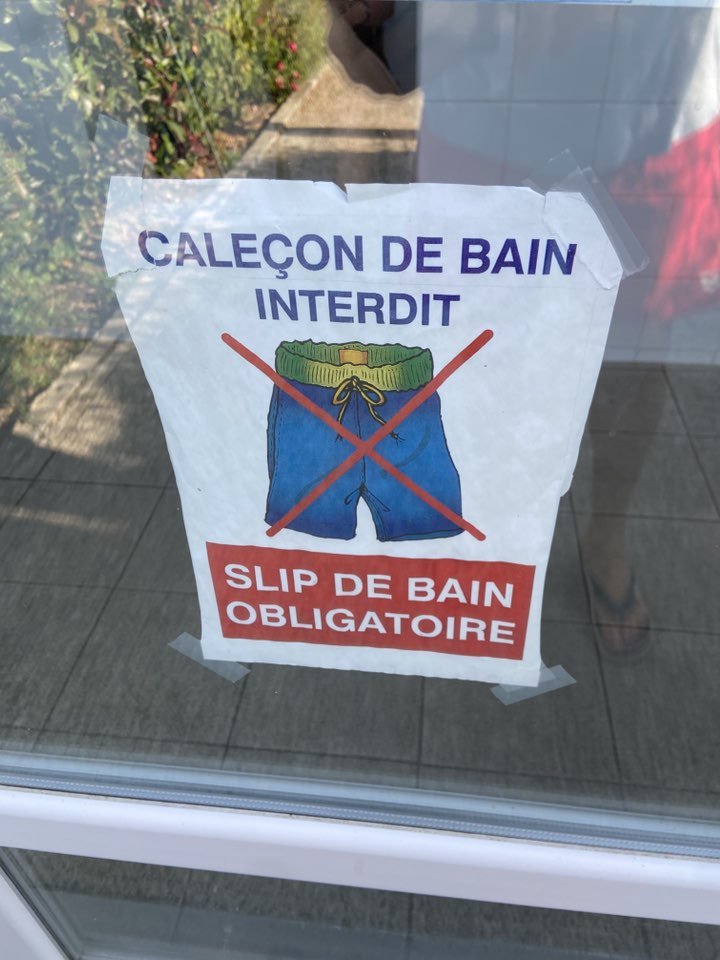 CALEÇON DE BAIN
INTERDIT
SLIP DE BAIN
OBLIGATOIRE